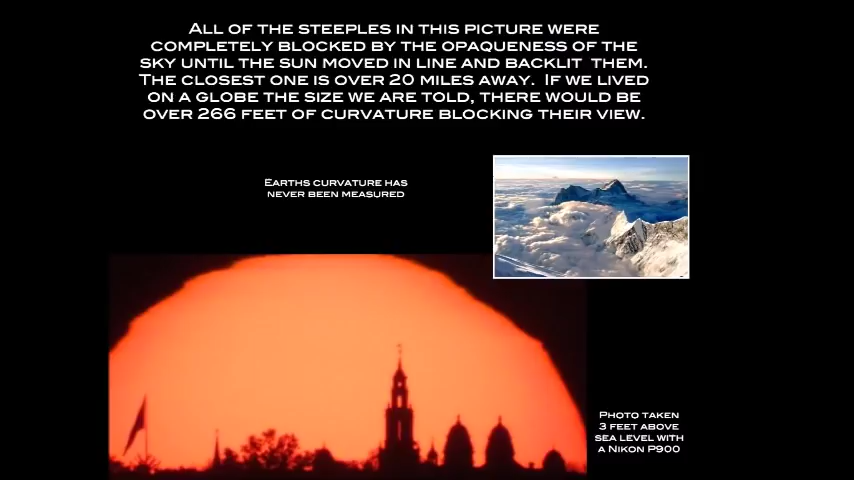 All of the steeples in this picture were
completely blocked by the opaqueness of the
sky until the sun moved in line and backlit them.
The closest one is over 20 miles away. If we lived
on a globe the size we are told, there would be
over 266 feet of curvature blocking their view.
Earths curvature has
never been measured
Photo taken
3 feet above
sea level with
a Nikon P900